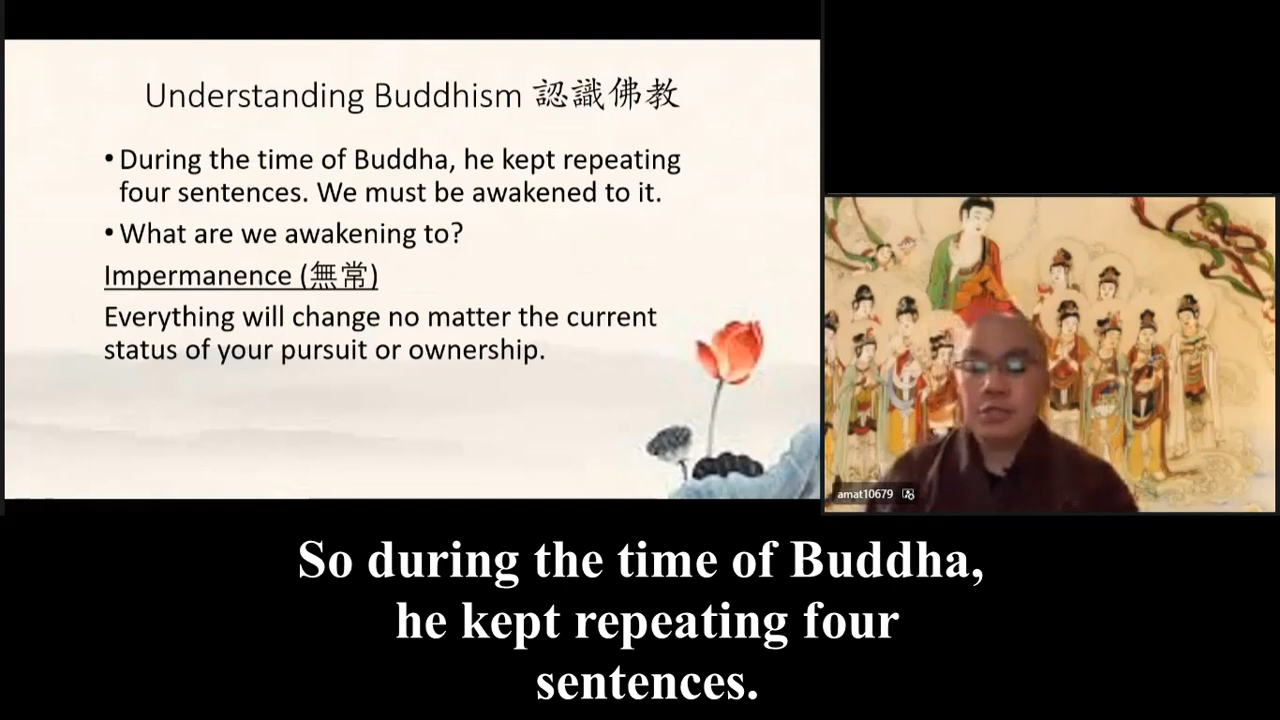 Understanding Buddhism 認識佛教
• During the time of Buddha, he kept repeating
four sentences. We must be awakened to it.
• What are we awakening to?
Impermanence (無常)
Everything will change no matter the current
status of your pursuit or ownership.
amat10679
So during the time of Buddha,
he kept repeating four
sentences.